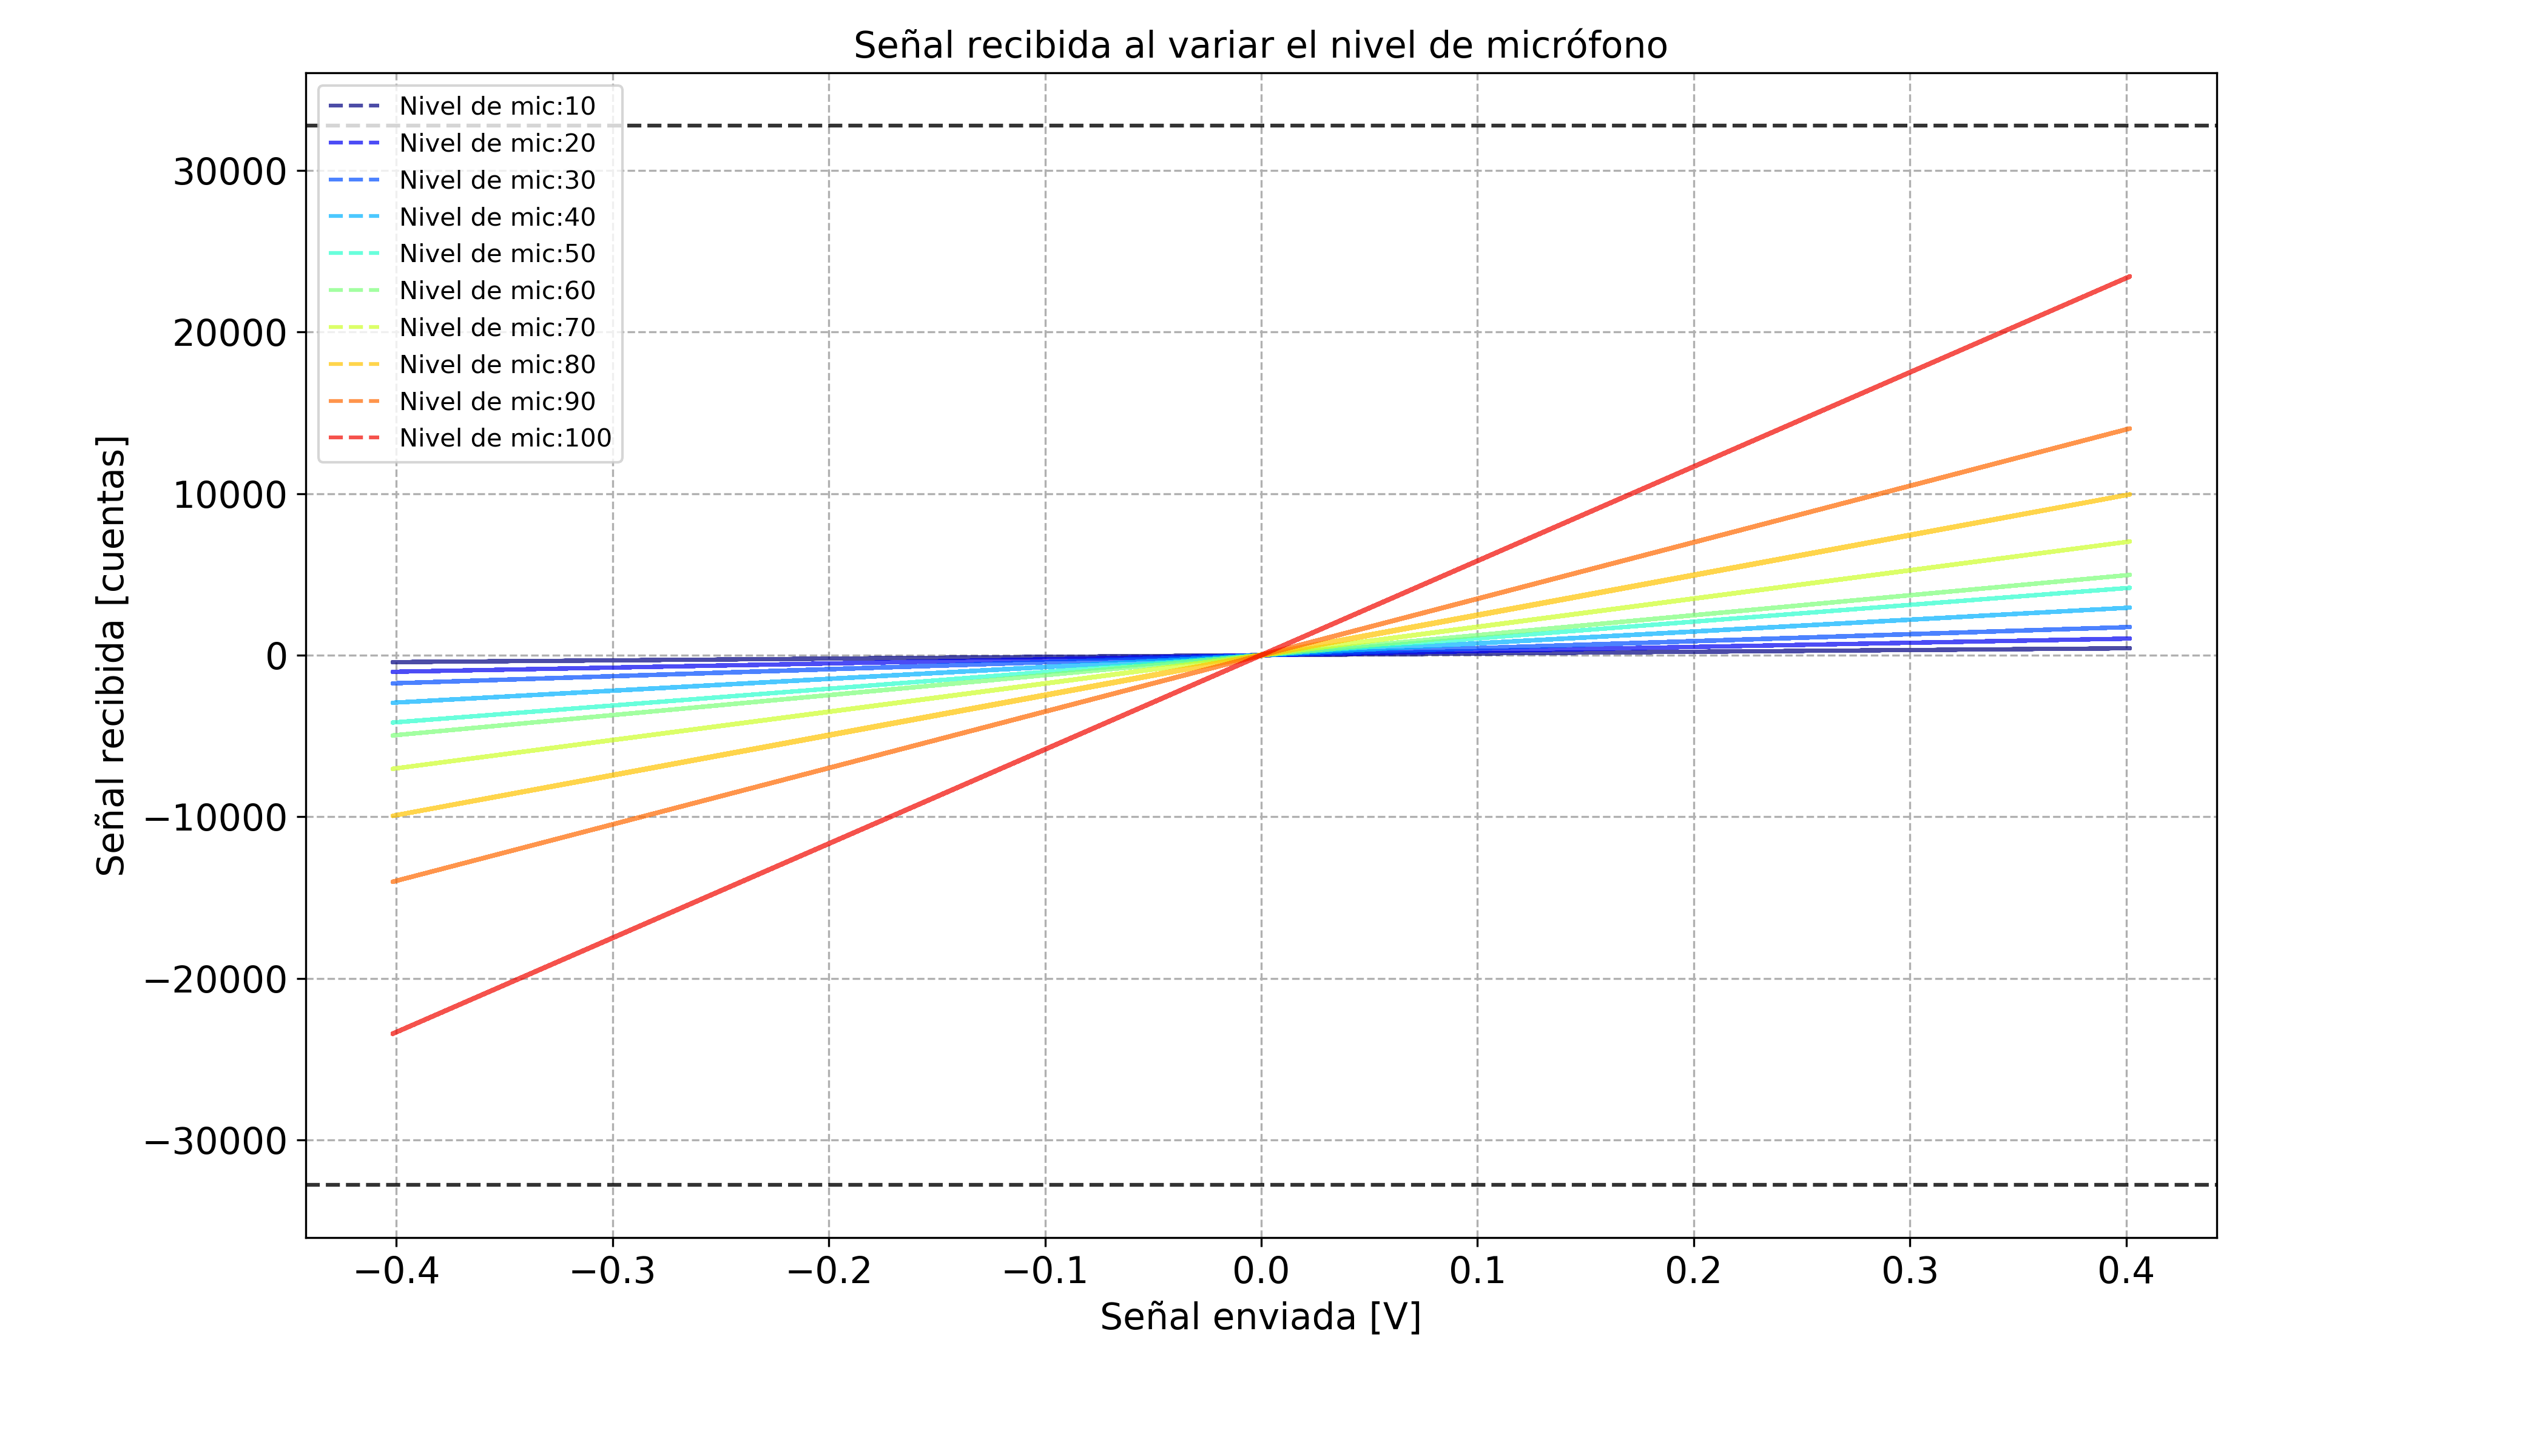 Señal recibida al variar el nivel de micrófono
Nivel de mic:10
Nivel de mic:20
Nivel de mic:30
Nivel de mic:40
Nivel de mic:50
Nivel de mic:60
Nivel de mic:70
Nivel de mic:80
Nivel de mic:90
Nivel de mic:100
Señal recibida [cuentas]
30000
20000
10000
0
−10000
−20000
−30000
−0.4 −0.3 −0.2 −0.1 0.0 0.1 0.2 0.3 0.4
Señal enviada [V]